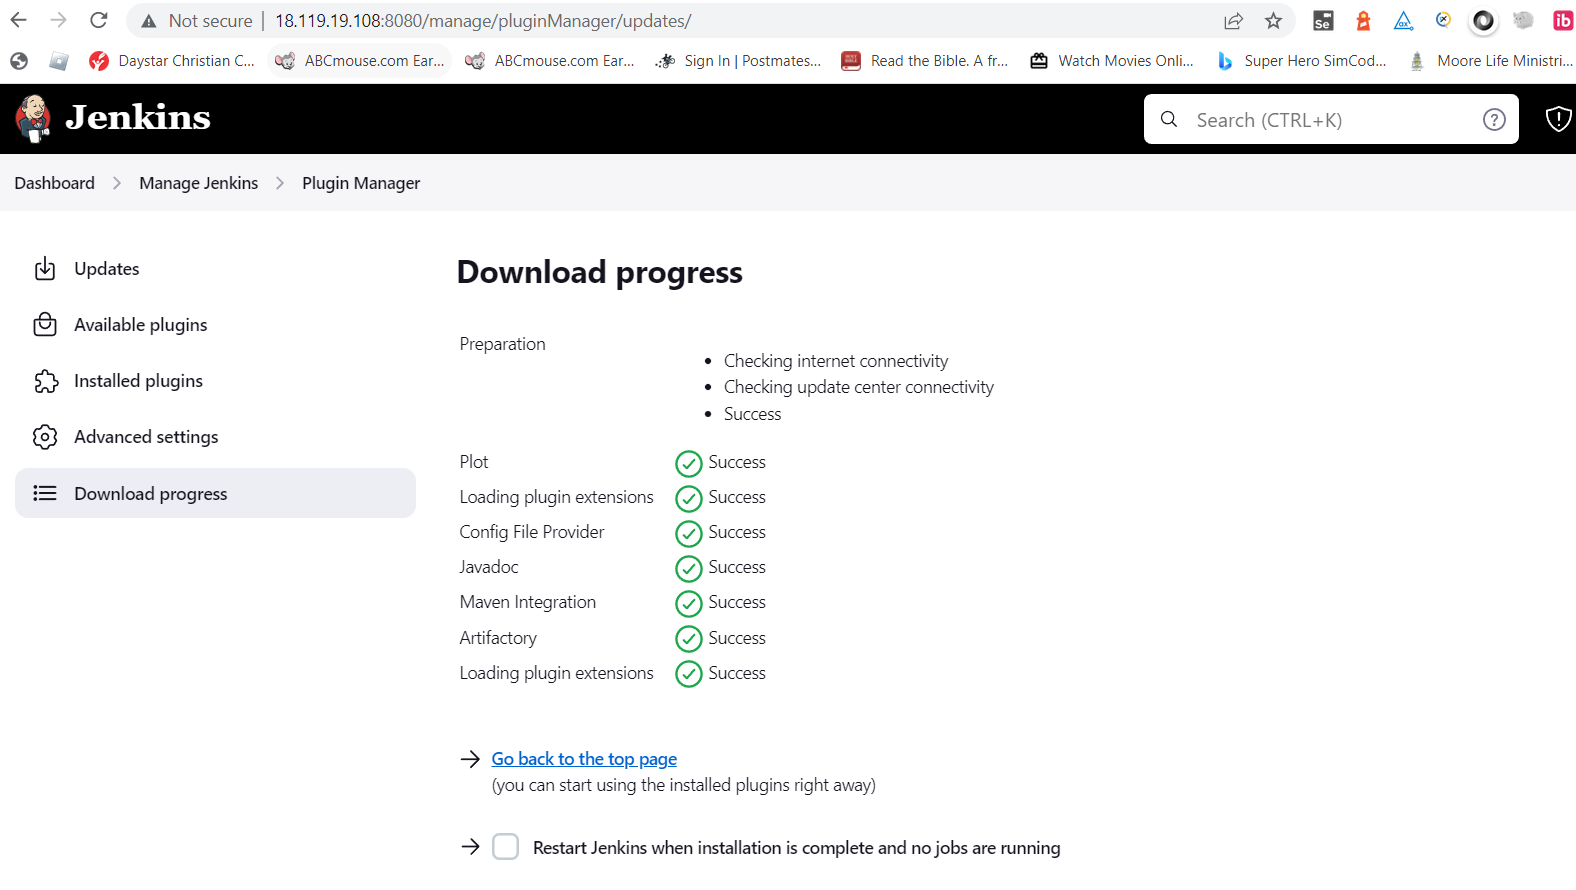 Not secure | 18.119.19.108:8080/manage/pluginManager/updates/
Se
ax
ib
Daystar Christian C... ABCmouse.com Ear... ABCmouse.com Ear... Sign In | Postmates... Read the Bible. A fr... Watch Movies Onli... Super Hero SimCod... Moore Life Ministri...
Jenkins
Search (CTRL+K)
?
Dashboard > Manage Jenkins > Plugin Manager
Updates
Available plugins
Installed plugins
Advanced settings
Download progress
Download progress
Preparation
• Checking internet connectivity
• Checking update center connectivity
• Success
Plot Success
Loading plugin extensions Success
Config File Provider Success
Javadoc Success
Maven Integration Success
Artifactory Success
Loading plugin extensions Success
→ Go back to the top page
(you can start using the installed plugins right away)
→ Restart Jenkins when installation is complete and no jobs are running